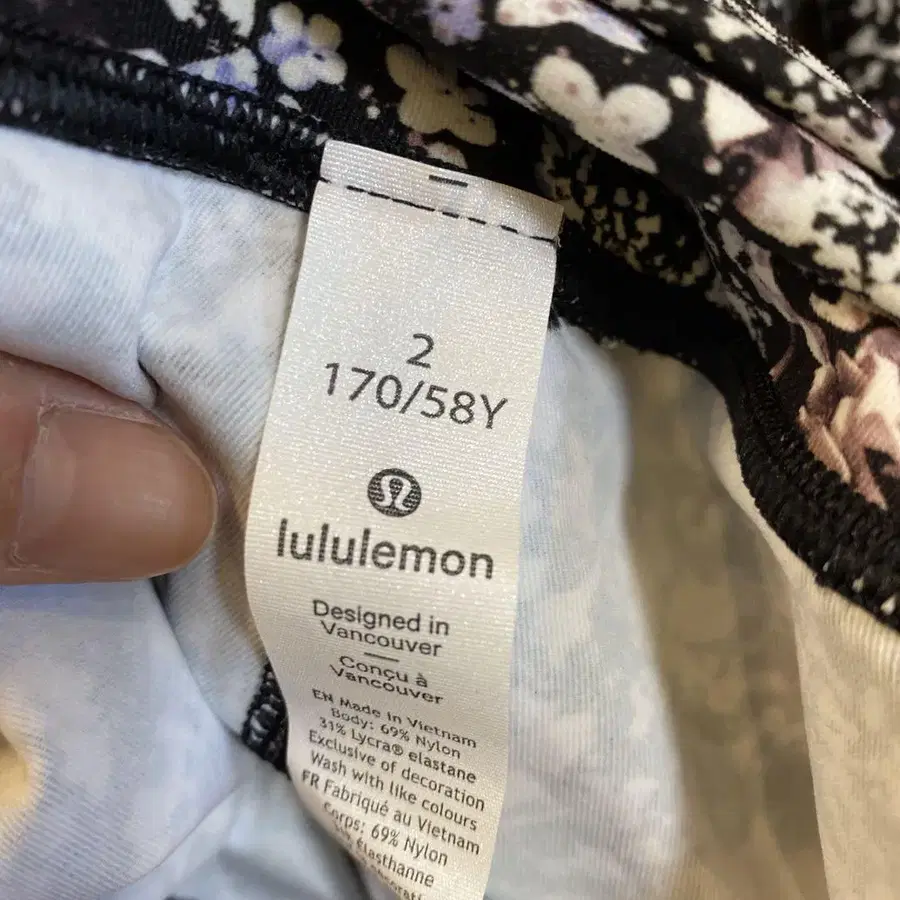 2
170/58Y
lululemon
Designed in
Vancouver
Conçu à
Vancouver
EN Made in Vietnam
Body: 69% Nylon
31% Lycra® elastane
Exclusive of decoration
Wash with like colours
FR Fabriqué au Vietnam
Corps: 69% Nylon
élasthanne